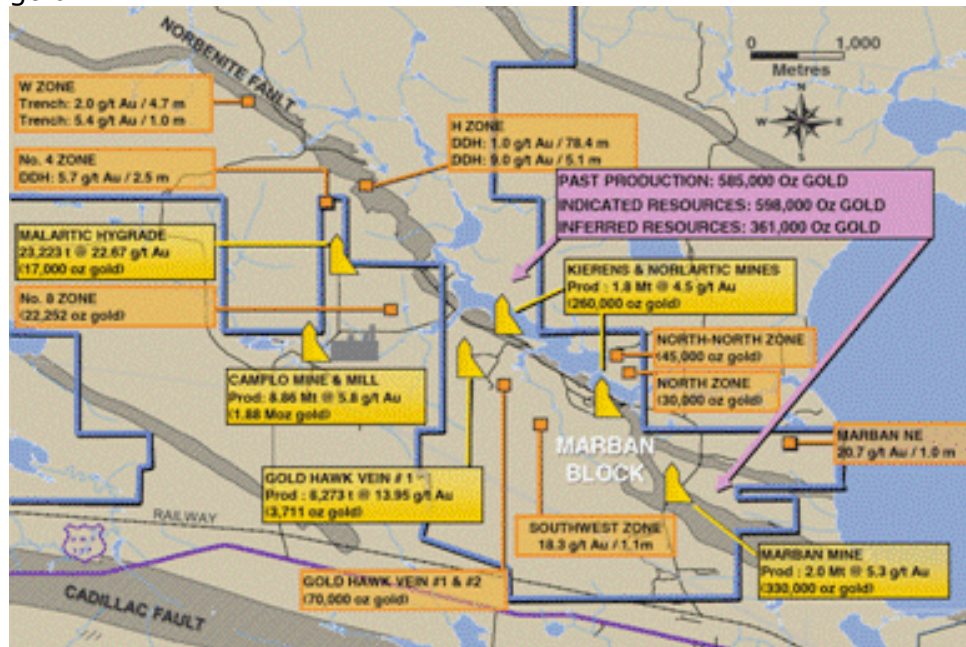 NORBENITE FAULT
0 1,000
Metres
N
W E
S
W ZONE
Trench: 2.0 g/t Au / 4.7 m
Trench: 5.4 g/t Au / 1.0 m
H ZONE
DDH: 1.0 g/t Au / 78.4 m
DDH: 9.0 g/t Au / 5.1 m
No. 4 ZONE
DDH: 5.7 g/t Au / 2.5 m
PAST PRODUCTION: 585,000 Oz GOLD
INDICATED RESOURCES: 598,000 Oz GOLD
INFERRED RESOURCES: 361,000 Oz GOLD
MALARTIC HYGRADE
23,223 t @ 22.67 g/t Au
(17,000 oz gold)
KIERENS & NORLARTIC MINES
Prod : 1.8 Mt @ 4.5 g/t Au
(260,000 oz gold)
No. 8 ZONE
(22,252 oz gold)
NORTH-NORTH ZONE
(45,000 oz gold)
NORTH ZONE
(30,000 oz gold)
CAMFLO MINE & MILL
Prod: 8.86 Mt @ 5.8 g/t Au
(1.88 Moz gold)
MARBAN
BLOCK
MARBAN NE
20.7 g/t Au / 1.0 m
GOLD HAWK VEIN # 1
Prod : 8,273 t @ 13.95 g/t Au
(3,711 oz gold)
RAILWAY
SOUTHWEST ZONE
18.3 g/t Au / 1.1m
MARBAN MINE
Prod : 2.0 Mt @ 5.3 g/t Au
(330,000 oz gold)
GOLD HAWK VEIN #1 & #2
(70,000 oz gold)
CADILLAC FAULT